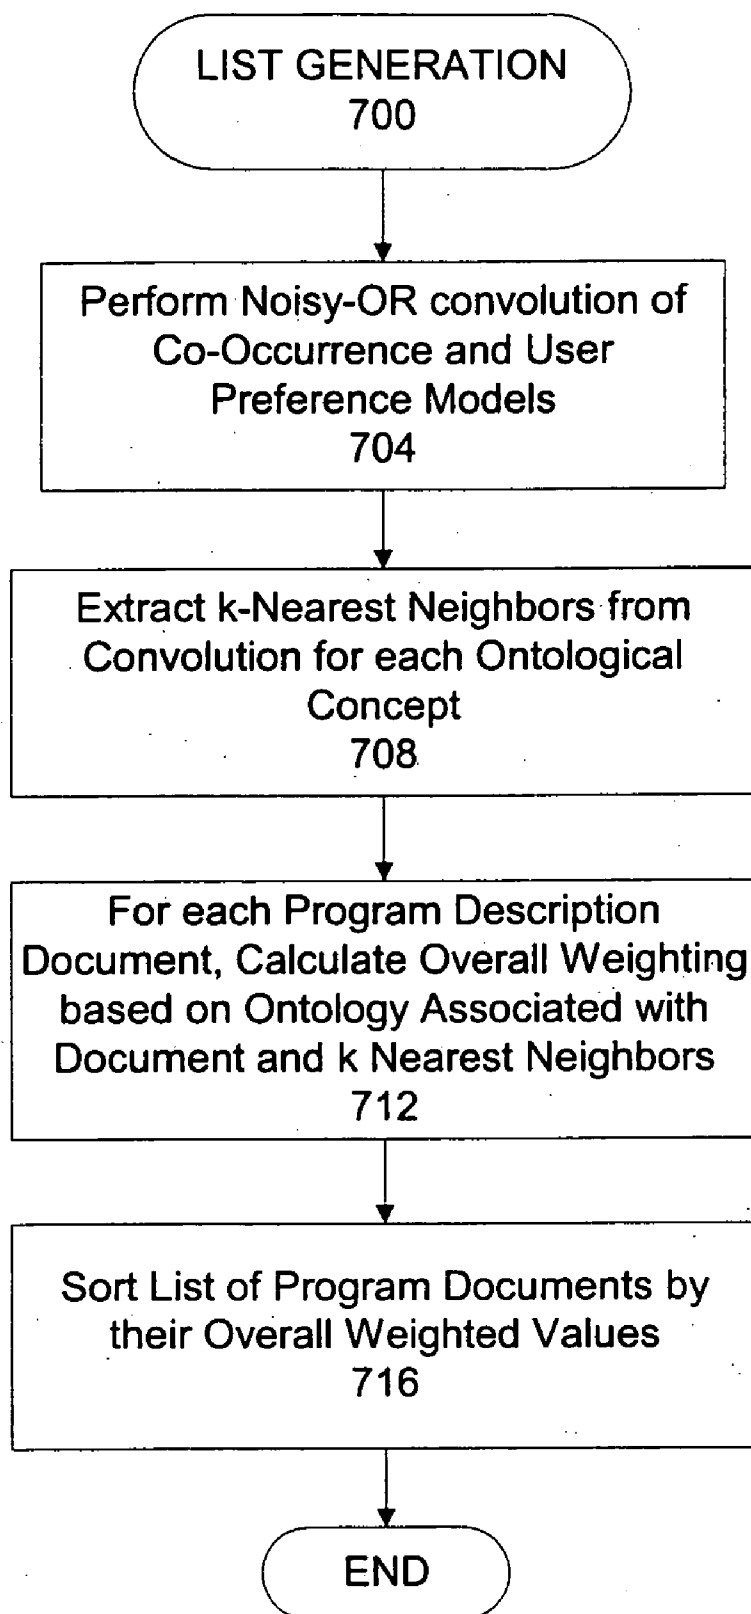 LIST GENERATION
700
Perform Noisy-OR convolution of
Co-Occurrence and User
Preference Models
704
Extract k-Nearest Neighbors from
Convolution for each Ontological
Concept
708
For each Program Description
Document, Calculate Overall Weighting
based on Ontology Associated with
Document and k Nearest Neighbors
712
Sort List of Program Documents by
their Overall Weighted Values
716
END